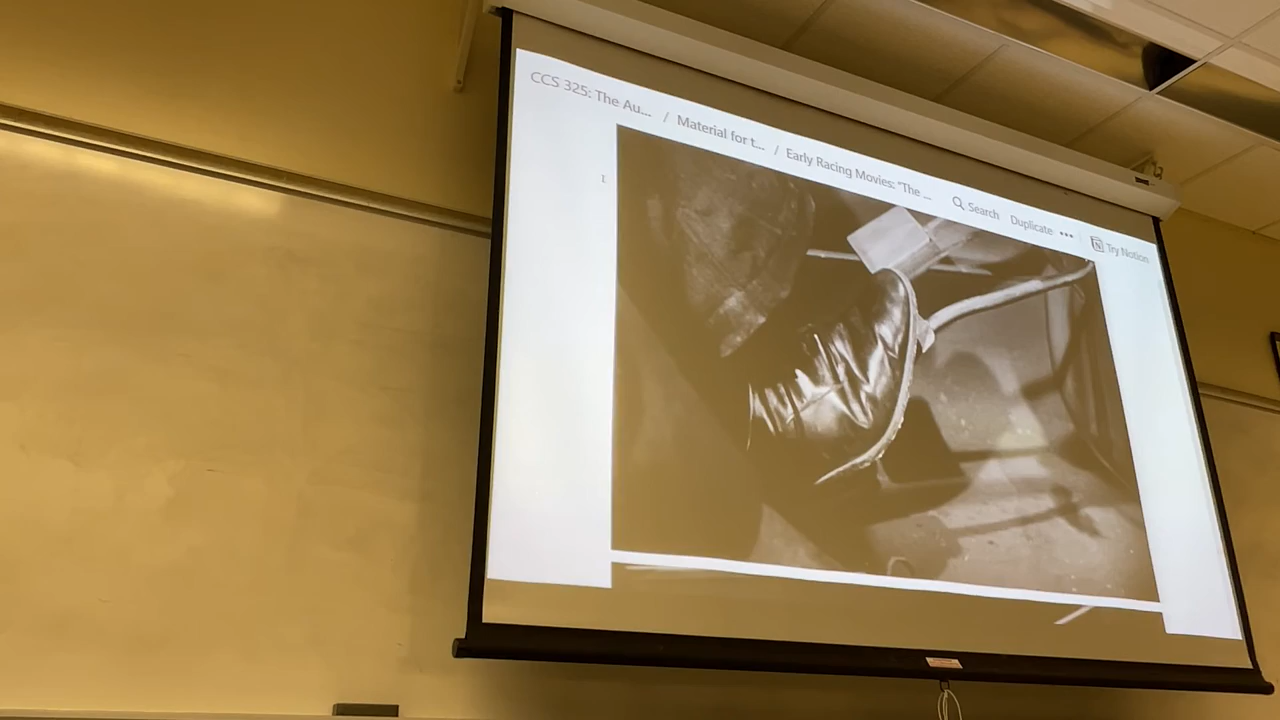 CCS 325: The Au... / Material for t... / Early Racing Movies: "The ... Search Duplicate ••• Try Notion